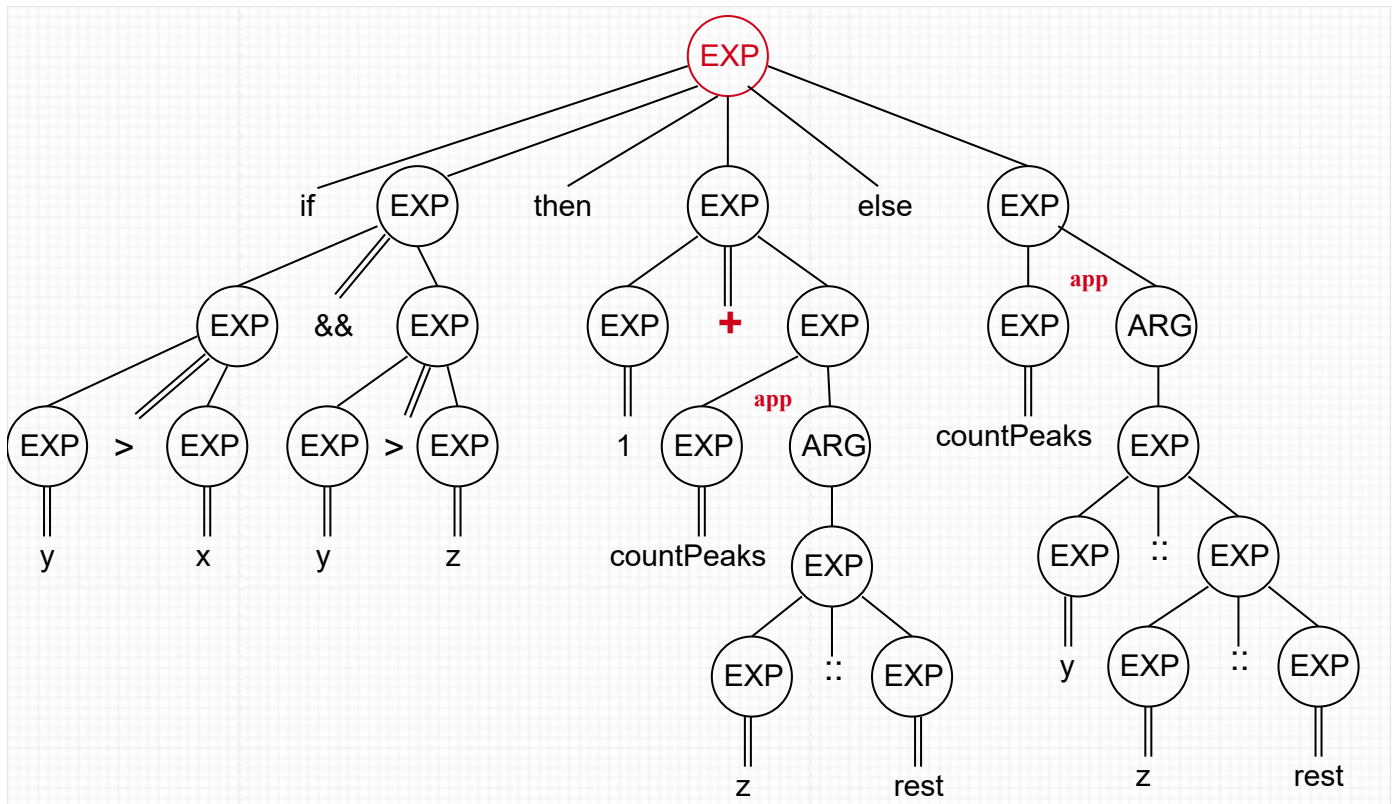 EXP
if EXP then EXP else EXP
app
EXP && EXP EXP + EXP EXP ARG
app
EXP > EXP EXP > EXP 1 EXP ARG countPeaks EXP
y x y z countPeaks EXP EXP :: EXP
EXP :: EXP y EXP :: EXP
z rest z rest